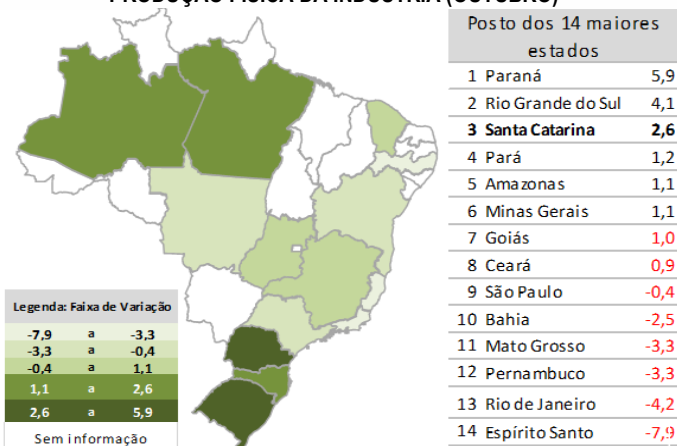 PRODUÇÃO FÍSICA DA INDÚSTRIA (OUTUBRO)
Posto dos 14 maiores
estados
1 Paraná 5,9
2 Rio Grande do Sul 4,1
3 Santa Catarina 2,6
4 Pará 1,2
5 Amazonas 1,1
6 Minas Gerais 1,1
7 Goiás 1,0
8 Ceará 0,9
9 São Paulo -0,4
10 Bahia -2,5
11 Mato Grosso -3,3
12 Pernambuco -3,3
13 Rio de Janeiro -4,2
14 Espírito Santo -7,9
Legenda: Faixa de Variação
-7,9 a -3,3
-3,3 a -0,4
-0,4 a 1,1
1,1 a 2,6
2,6 a 5,9
Sem informação